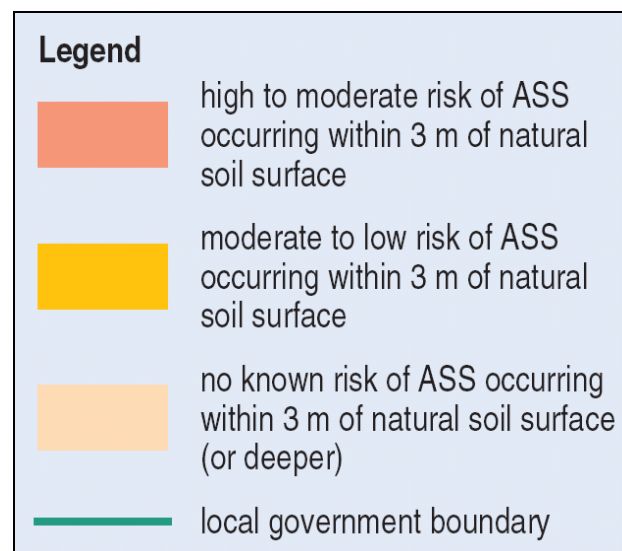 Legend
high to moderate risk of ASS
occurring within 3 m of natural
soil surface
moderate to low risk of ASS
occurring within 3 m of natural
soil surface
no known risk of ASS occurring
within 3 m of natural soil surface
(or deeper)
local government boundary